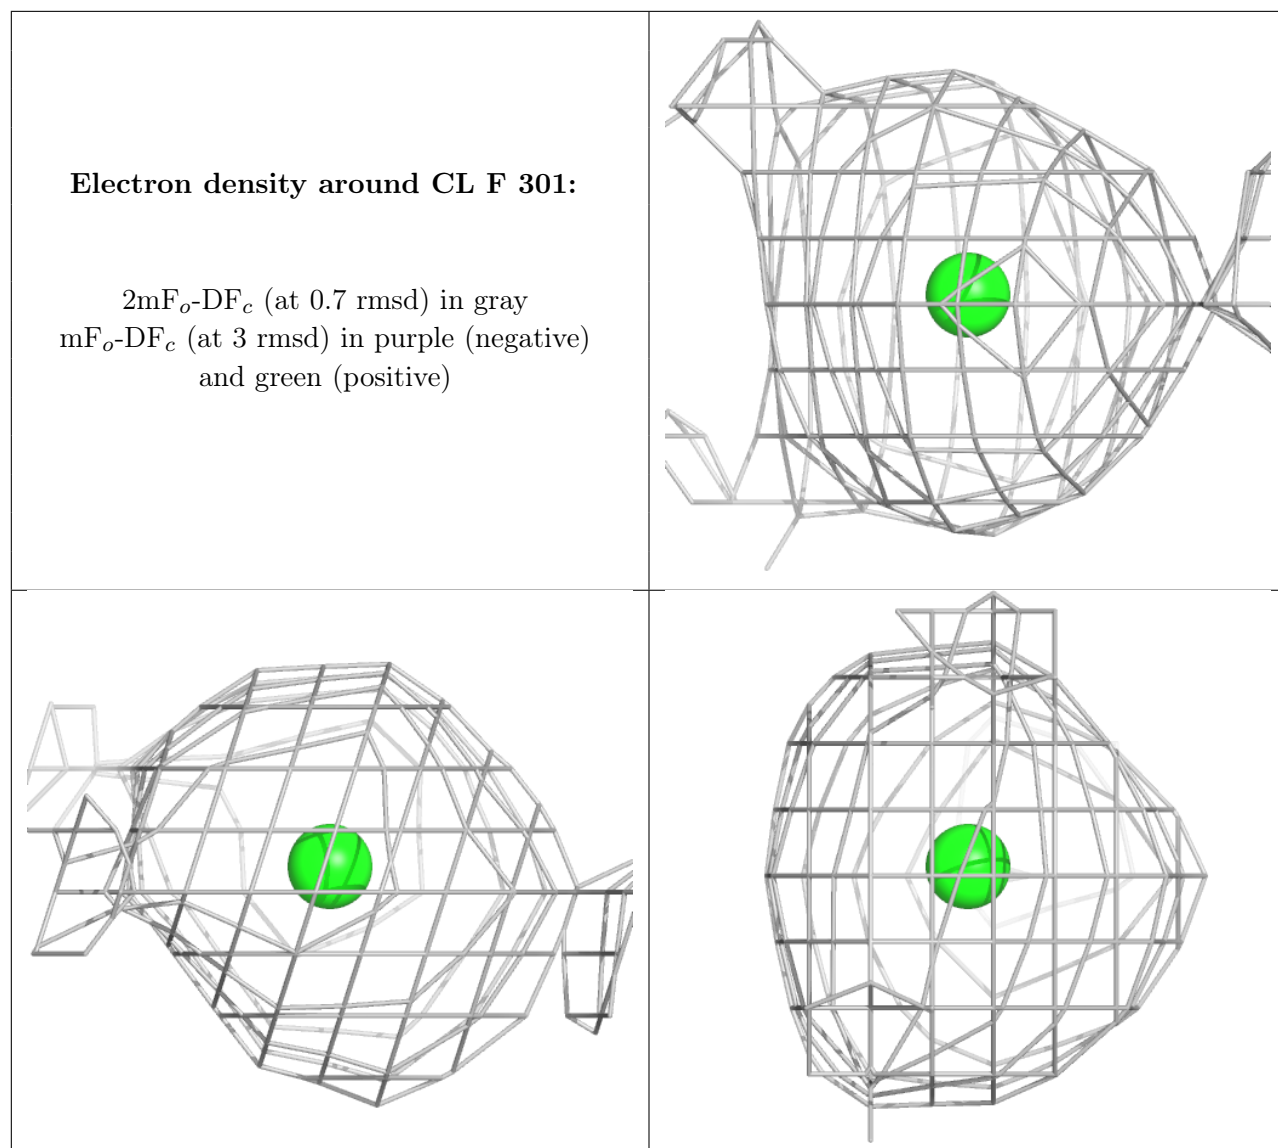 Electron density around CL F 301:
2mFo-DFc (at 0.7 rmsd) in gray
mFo-DFc (at 3 rmsd) in purple (negative)
and green (positive)